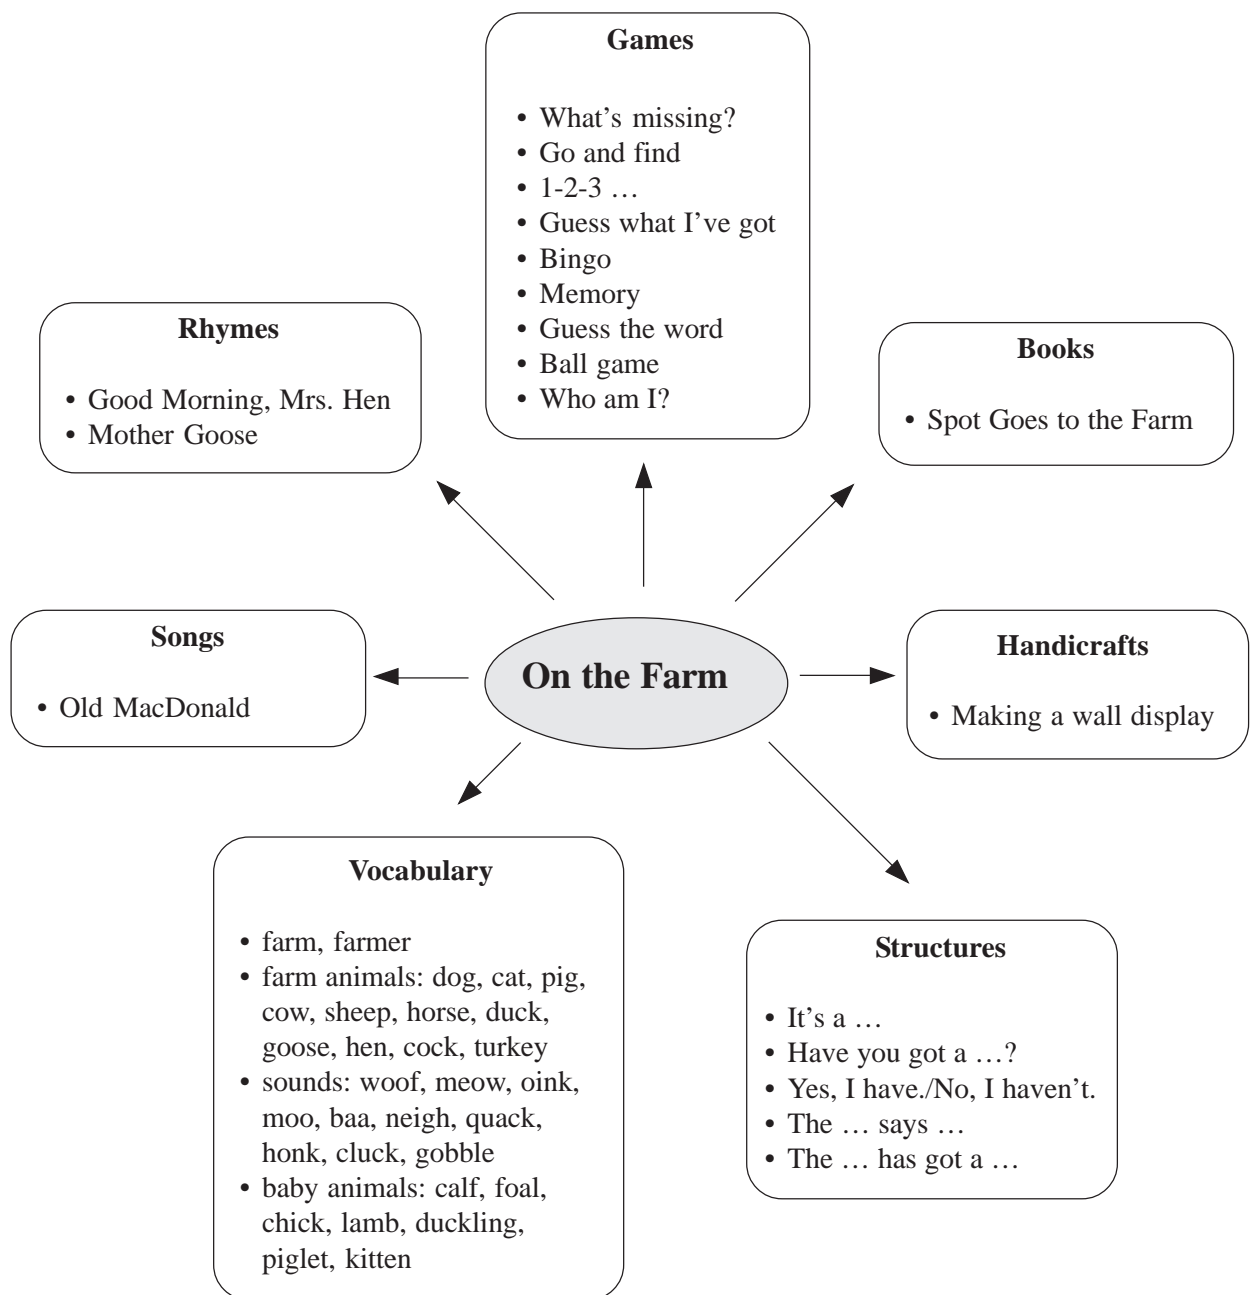 Games
• What’s missing?
• Go and find
• 1-2-3 …
• Guess what I’ve got
• Bingo
• Memory
• Guess the word
• Ball game
• Who am I?
Rhymes
• Good Morning, Mrs. Hen
• Mother Goose
Books
• Spot Goes to the Farm
Songs
• Old MacDonald
On the Farm
Handicrafts
• Making a wall display
Vocabulary
• farm, farmer
• farm animals: dog, cat, pig,
cow, sheep, horse, duck,
goose, hen, cock, turkey
• sounds: woof, meow, oink,
moo, baa, neigh, quack,
honk, cluck, gobble
• baby animals: calf, foal,
chick, lamb, duckling,
piglet, kitten
Structures
• It’s a …
• Have you got a …?
• Yes, I have./No, I haven’t.
• The … says …
• The … has got a …